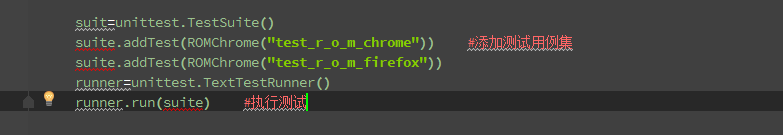 suit=unittest.TestSuite()
suite.addTest(ROMChrome("test_r_o_m_chrome")) #添加测试用例集
suite.addTest(ROMChrome("test_r_o_m_firefox"))
runner=unittest.TextTestRunner()
runner.run(suite) #执行测试